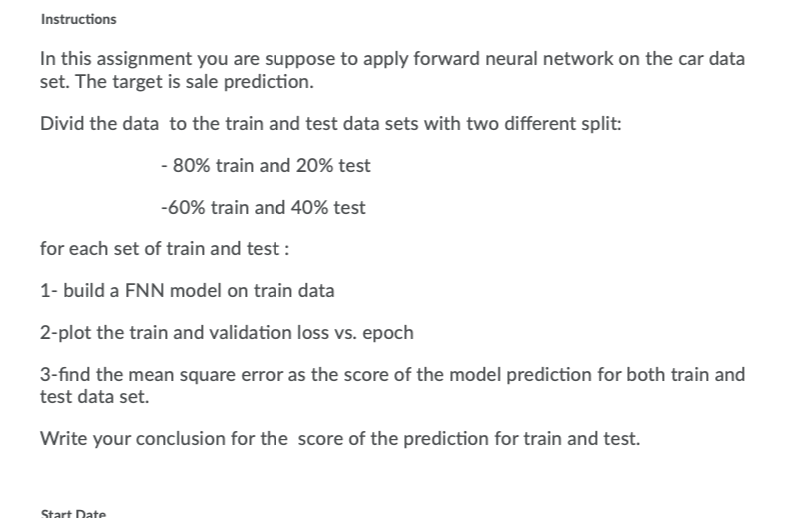 Instructions
In this assignment you are suppose to apply forward neural network on the car data
set. The target is sale prediction.
Divid the data to the train and test data sets with two different split:
- 80% train and 20% test
-60% train and 40% test
for each set of train and test :
1- build a FNN model on train data
2-plot the train and validation loss vs. epoch
3-find the mean square error as the score of the model prediction for both train and
test data set.
Write your conclusion for the score of the prediction for train and test.
Start Date